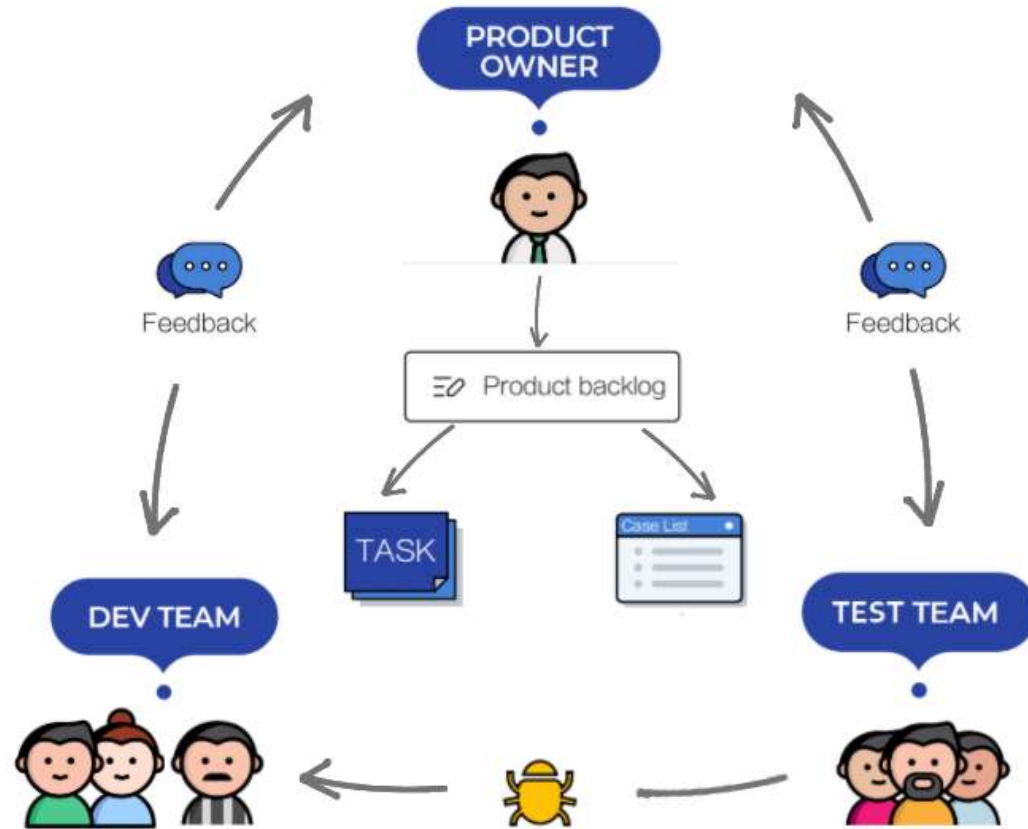 PRODUCT
OWNER
Feedback
Feedback
Product backlog
TASK
Case List
DEV TEAM
TEST TEAM